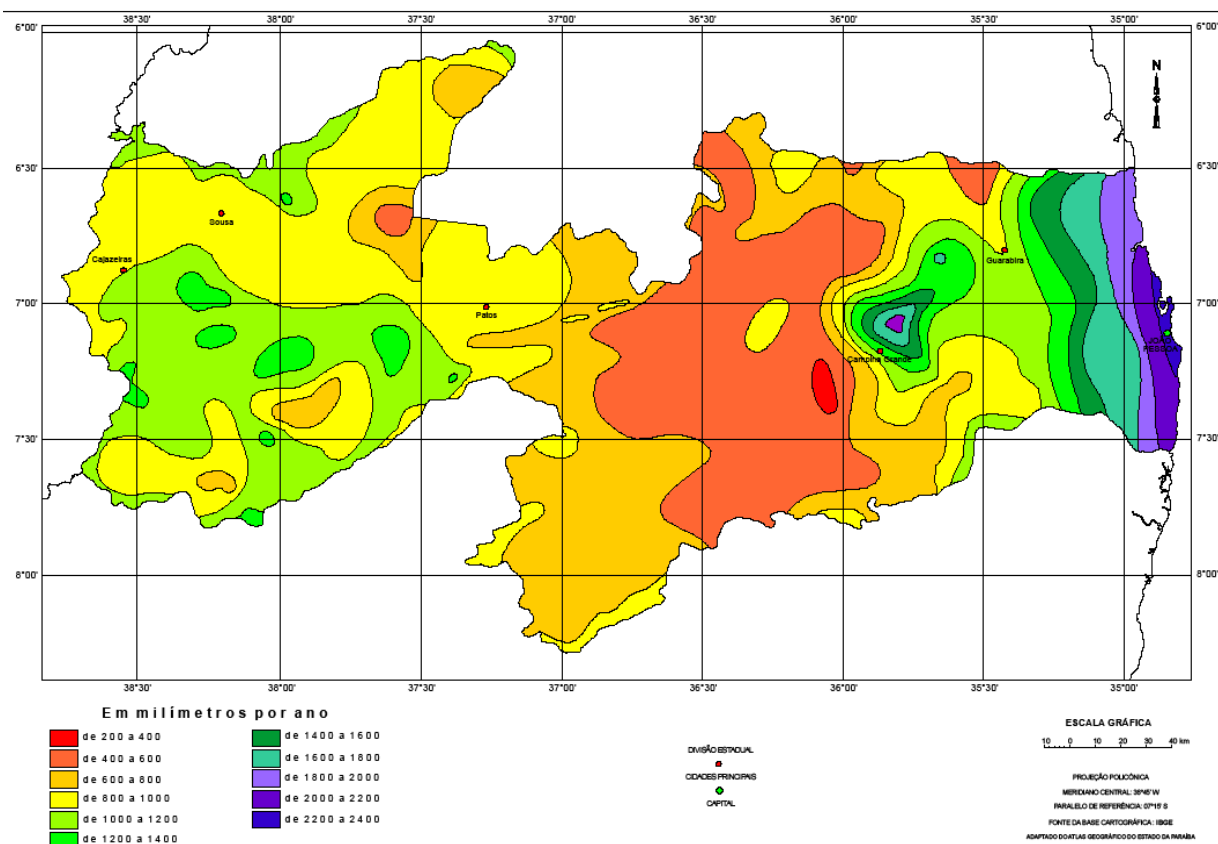 38°30' 38°00' 37°30' 37°00' 36°30' 36°00' 35°30' 35°00'
6°00' 6°00'
N
6°30' 6°30'
Sousa
Cajazeiras
Guarabira
7°00' 7°00'
Patos
JOÃO
PESSOA
Campina Grande
7°30' 7°30'
6°00' 8°00'
38°30' 38°00' 37°30' 37°00' 36°30' 36°00' 35°30' 35°00'
Em milímetros por ano
de 200 a 400
de 400 a 600
de 600 a 800
de 800 a 1000
de 1000 a 1200
de 1200 a 1400
de 1400 a 1600
de 1600 a 1800
de 1800 a 2000
de 2000 a 2200
de 2200 a 2400
DIVISÃO ESTADUAL
CIDADES PRINCIPAIS
CAPITAL
ESCALA GRÁFICA
10 0 10 20 30 40 km
PROJEÇÃO POLICÔNICA
MERIDIANO CENTRAL: 36°45' W
PARALELO DE REFERÊNCIA: 07°15' S
FONTE DA BASE CARTOGRÁFICA: IBGE
ADAPTADO DO ATLAS GEOGRÁFICO DO ESTADO DA PARAÍBA